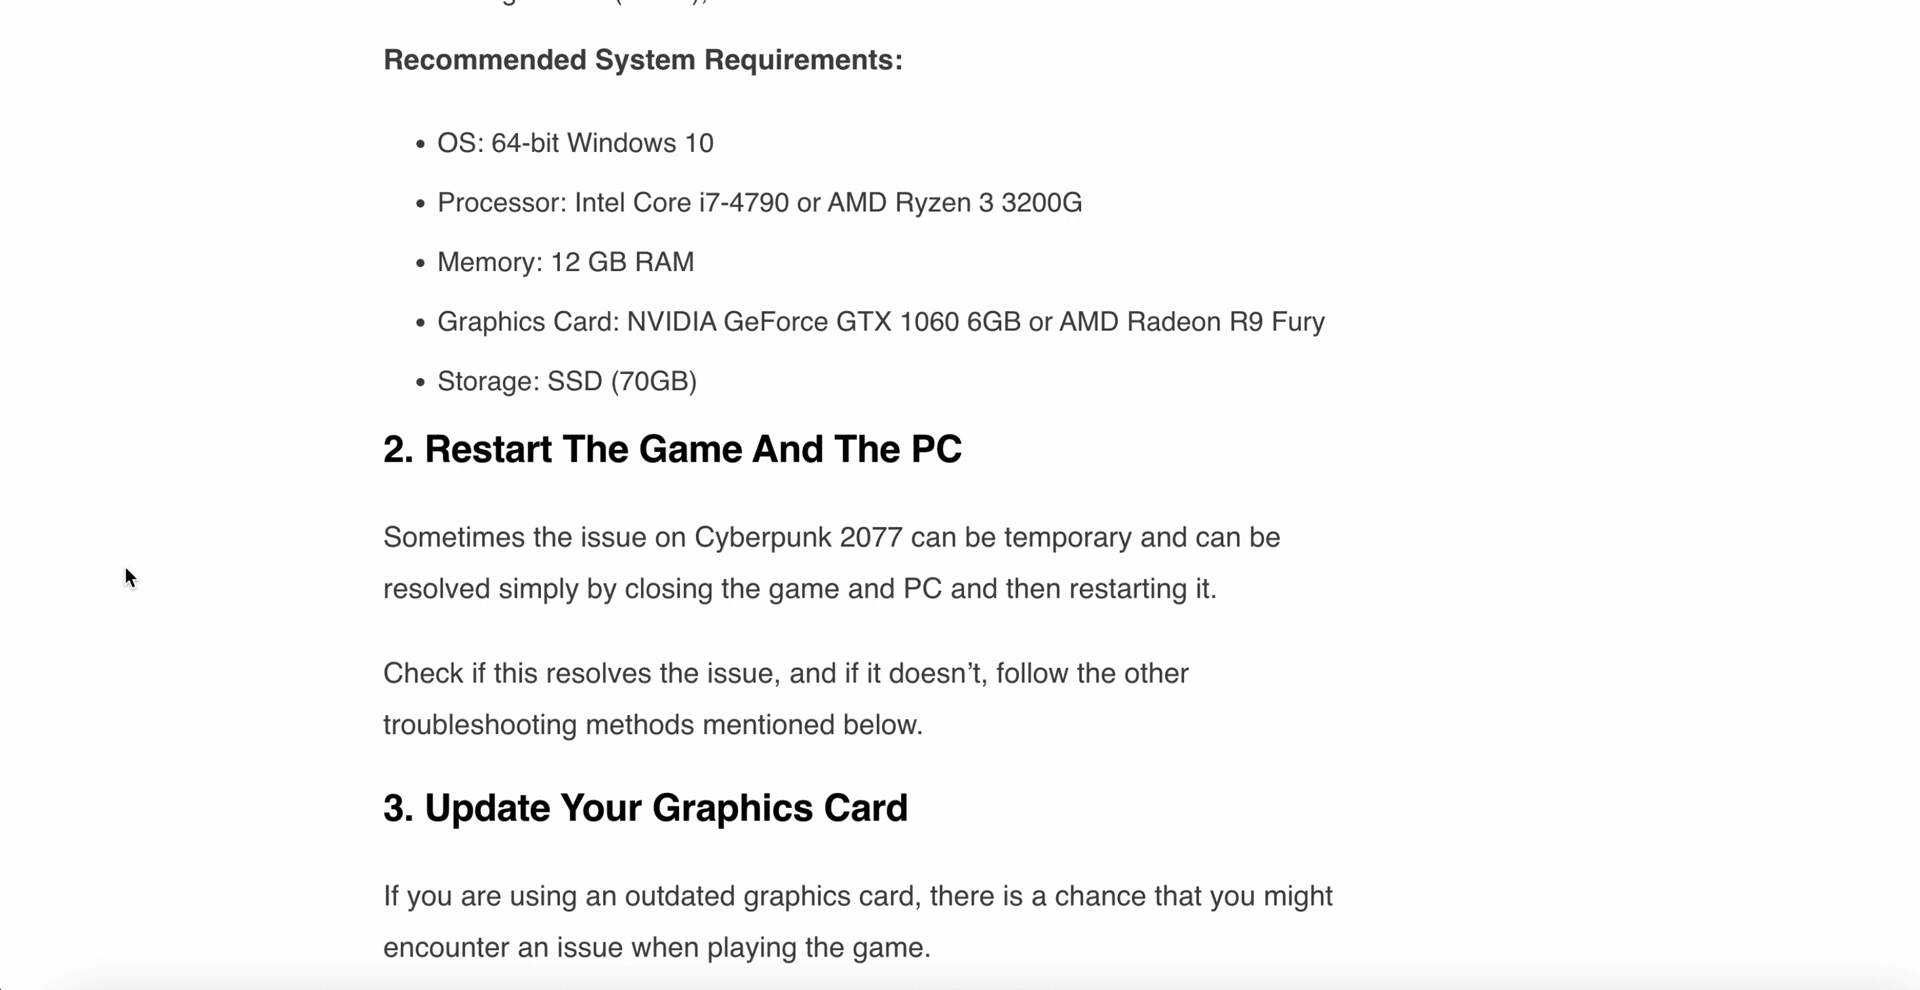 Recommended System Requirements:
• OS: 64-bit Windows 10
• Processor: Intel Core i7-4790 or AMD Ryzen 3 3200G
• Memory: 12 GB RAM
• Graphics Card: NVIDIA GeForce GTX 1060 6GB or AMD Radeon R9 Fury
• Storage: SSD (70GB)
2. Restart The Game And The PC
Sometimes the issue on Cyberpunk 2077 can be temporary and can be
resolved simply by closing the game and PC and then restarting it.
Check if this resolves the issue, and if it doesn’t, follow the other
troubleshooting methods mentioned below.
3. Update Your Graphics Card
If you are using an outdated graphics card, there is a chance that you might
encounter an issue when playing the game.